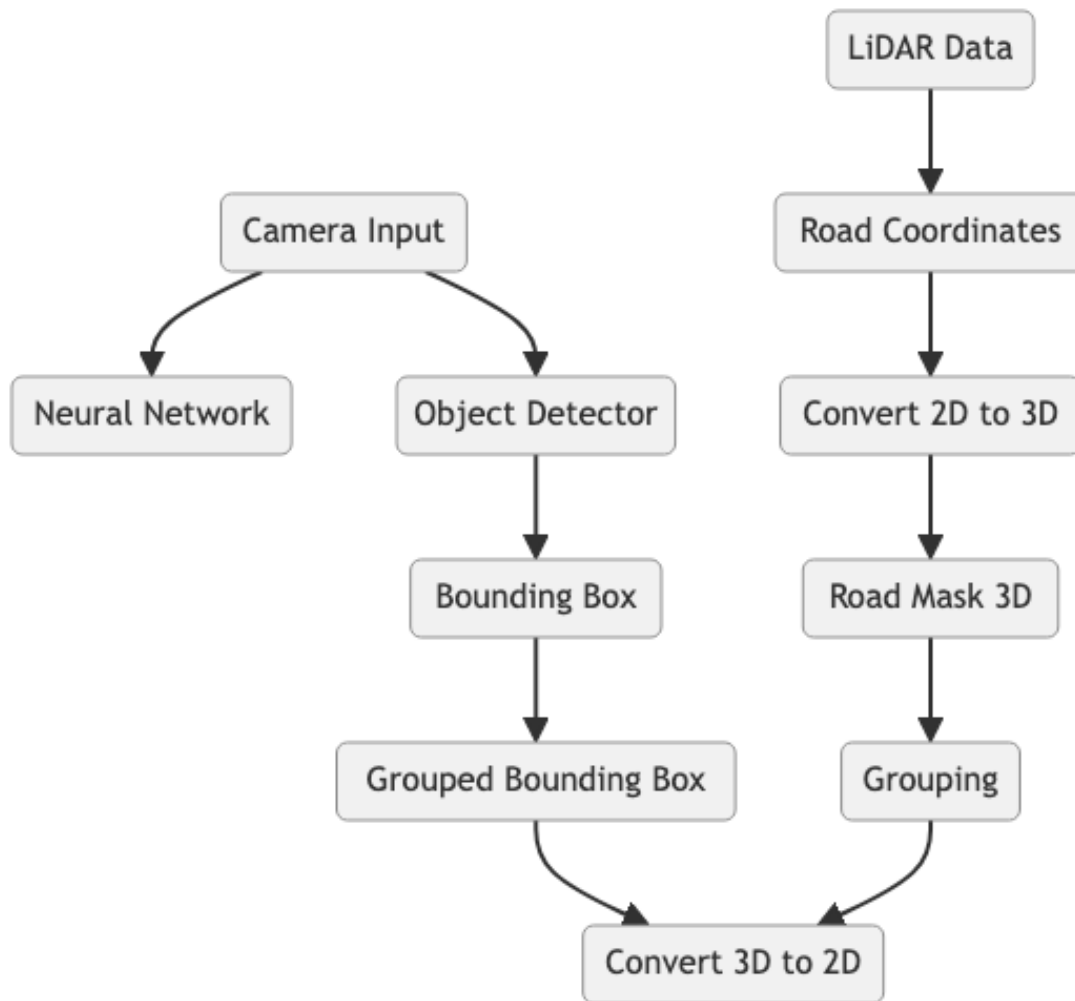 LiDAR Data
Camera Input
Road Coordinates
Neural Network
Object Detector
Convert 2D to 3D
Bounding Box
Road Mask 3D
Grouped Bounding Box
Grouping
Convert 3D to 2D